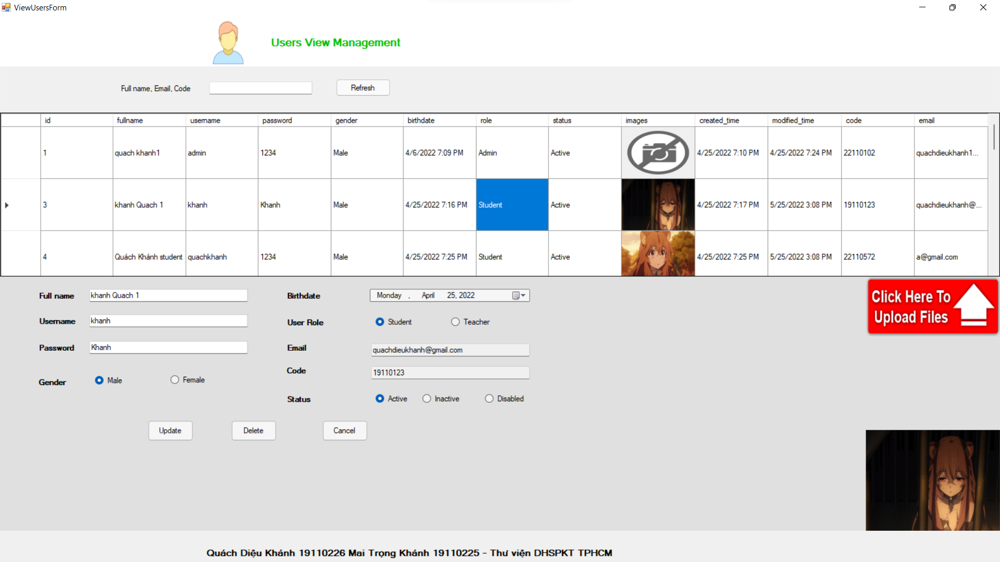 ViewUsersForm
Users View Management
Full name, Email, Code
Refresh
id fullname username password gender birthdate role status images created_time modified_time code email
1 quach khanh1 admin 1234 Male 4/6/2022 7:09 PM Admin Active 4/25/2022 7:10 PM 4/25/2022 7:24 PM 22110102 quachdieukhanh1...
3 khanh Quach 1 khanh Khanh Male 4/25/2022 7:16 PM Student Active 4/25/2022 7:17 PM 5/25/2022 3:08 PM 19110123 quachdieukhanh@...
4 Quách Khánh student quachkhanh 1234 Male 4/25/2022 7:25 PM Student Active 4/25/2022 7:25 PM 5/25/2022 3:08 PM 22110572 a@gmail.com
Full name khanh Quach 1
Username khanh
Password Khanh
Gender Male Female
Birthdate Monday , April 25, 2022
User Role Student Teacher
Email quachdieukhanh@gmail.com
Code 19110123
Status Active Inactive Disabled
Update Delete Cancel
Click Here To
Upload Files
Quách Diệu Khánh 19110226 Mai Trọng Khánh 19110225 - Thư viện DHSPKT TPHCM